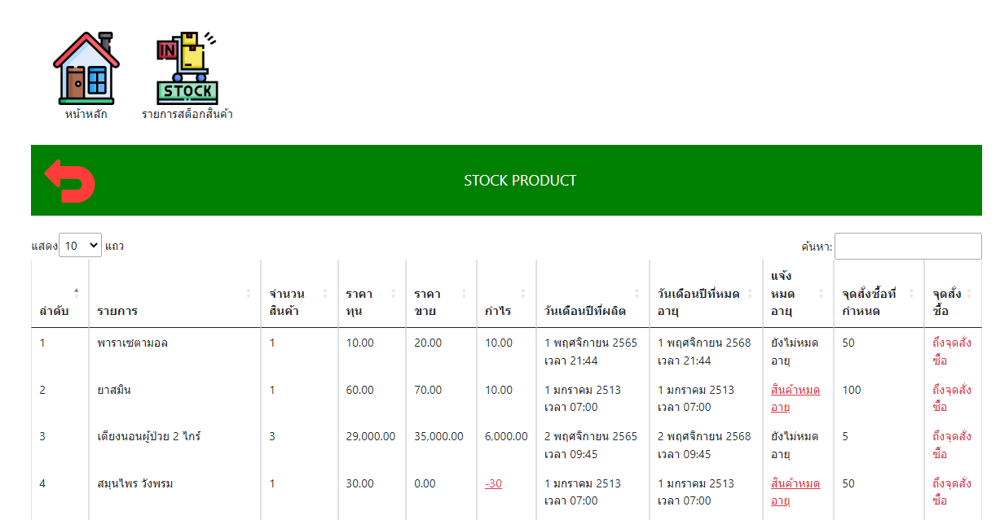 IN
STOCK
หน้าหลัก
รายการสต็อกสินค้า
STOCK PRODUCT
แสดง 10 แถว
ค้นหา:
ลำดับ
รายการ
จำนวน
สินค้า
ราคา
ทุน
ราคา
ขาย
กำไร
วันเดือนปีที่ผลิต
วันเดือนปีที่หมด
อายุ
แจ้ง
หมด
อายุ
จุดสั่งซื้อที่
กำหนด
จุดสั่ง
ซื้อ
1
พาราเซตามอล
1
10.00
20.00
10.00
1 พฤศจิกายน 2565
เวลา 21:44
1 พฤศจิกายน 2568
เวลา 21:44
ยังไม่หมด
อายุ
50
ถึงจุดสั่ง
ซื้อ
2
ยาสมิน
1
60.00
70.00
10.00
1 มกราคม 2513
เวลา 07:00
1 มกราคม 2513
เวลา 07:00
สินค้าหมด
อายุ
100
ถึงจุดสั่ง
ซื้อ
3
เตียงนอนผู้ป่วย 2 ไกร์
3
29,000.00
35,000.00
6,000.00
2 พฤศจิกายน 2565
เวลา 09:45
2 พฤศจิกายน 2568
เวลา 09:45
ยังไม่หมด
อายุ
5
ถึงจุดสั่ง
ซื้อ
4
สมุนไพร วังพรม
1
30.00
0.00
-30
1 มกราคม 2513
เวลา 07:00
1 มกราคม 2513
เวลา 07:00
สินค้าหมด
อายุ
50
ถึงจุดสั่ง
ซื้อ